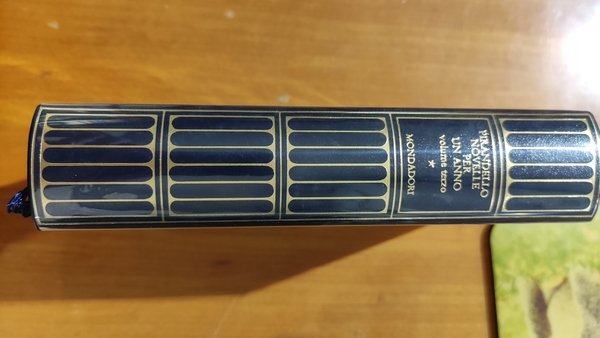 PIRANDELLO
NOVELLE
PER
UN ANNO
volume terzo
*
MONDADORI